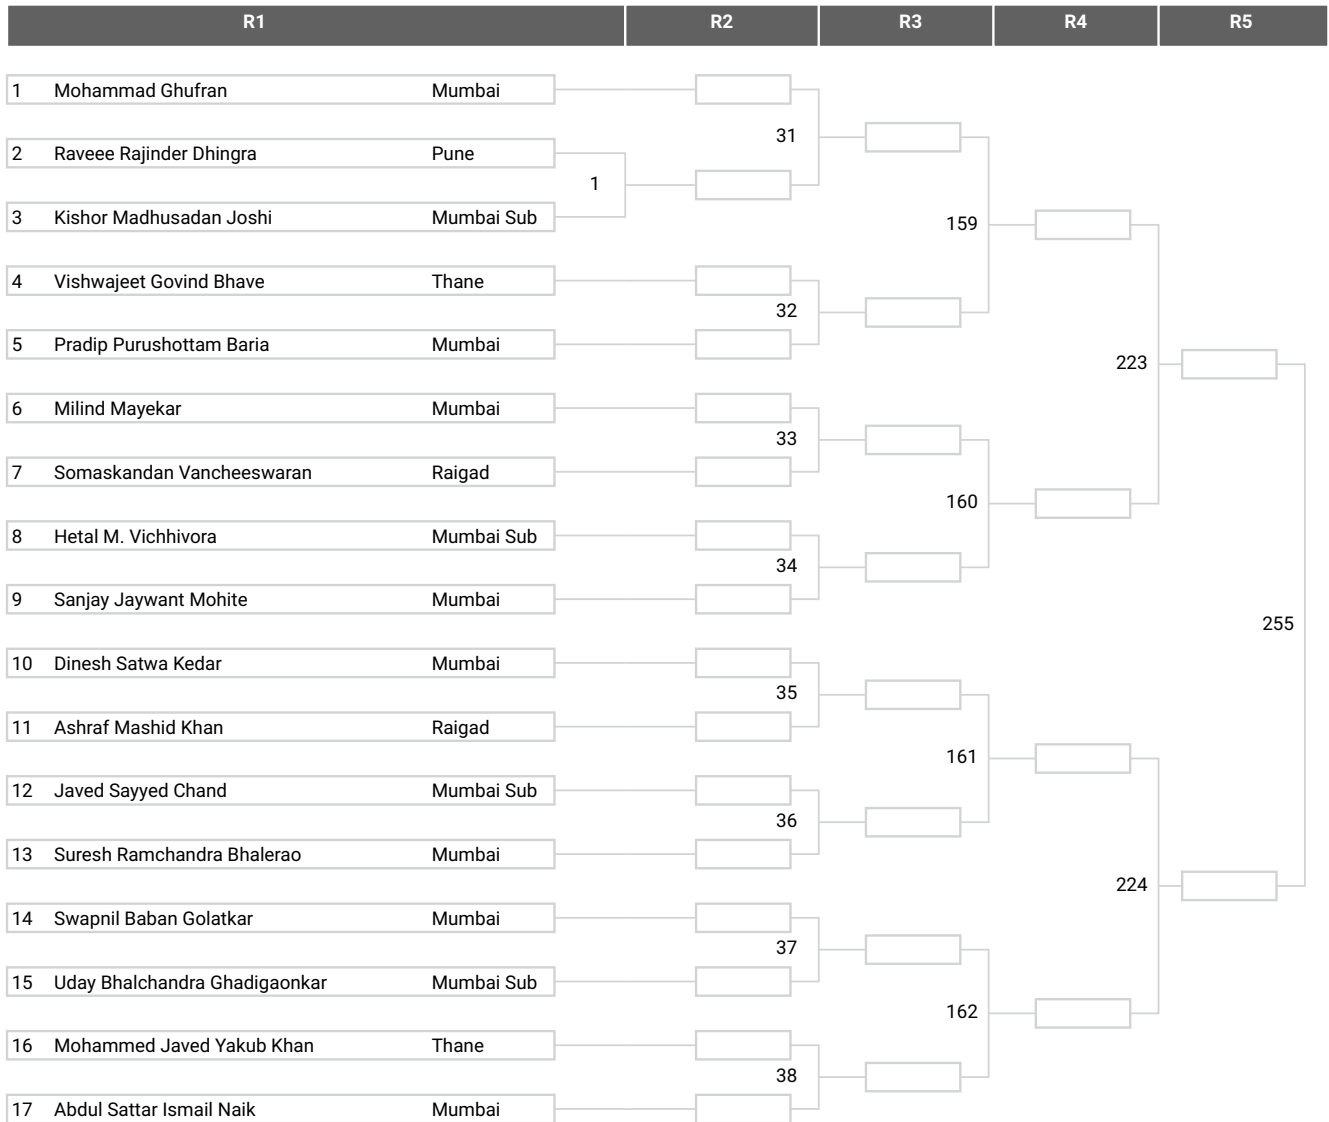 R1 R2 R3 R4 R5
1 Mohammad Ghufran Mumbai
31
2 Raveee Rajinder Dhingra Pune
1
3 Kishor Madhusadan Joshi Mumbai Sub
159
4 Vishwajeet Govind Bhave Thane
32
5 Pradip Purushottam Baria Mumbai
223
6 Milind Mayekar Mumbai
33
7 Somaskandan Vancheeswaran Raigad
160
8 Hetal M. Vichhivora Mumbai Sub
34
9 Sanjay Jaywant Mohite Mumbai
255
10 Dinesh Satwa Kedar Mumbai
35
11 Ashraf Mashid Khan Raigad
161
12 Javed Sayyed Chand Mumbai Sub
36
13 Suresh Ramchandra Bhalerao Mumbai
224
14 Swapnil Baban Golatkar Mumbai
37
15 Uday Bhalchandra Ghadigaonkar Mumbai Sub
162
16 Mohammed Javed Yakub Khan Thane
38
17 Abdul Sattar Ismail Naik Mumbai